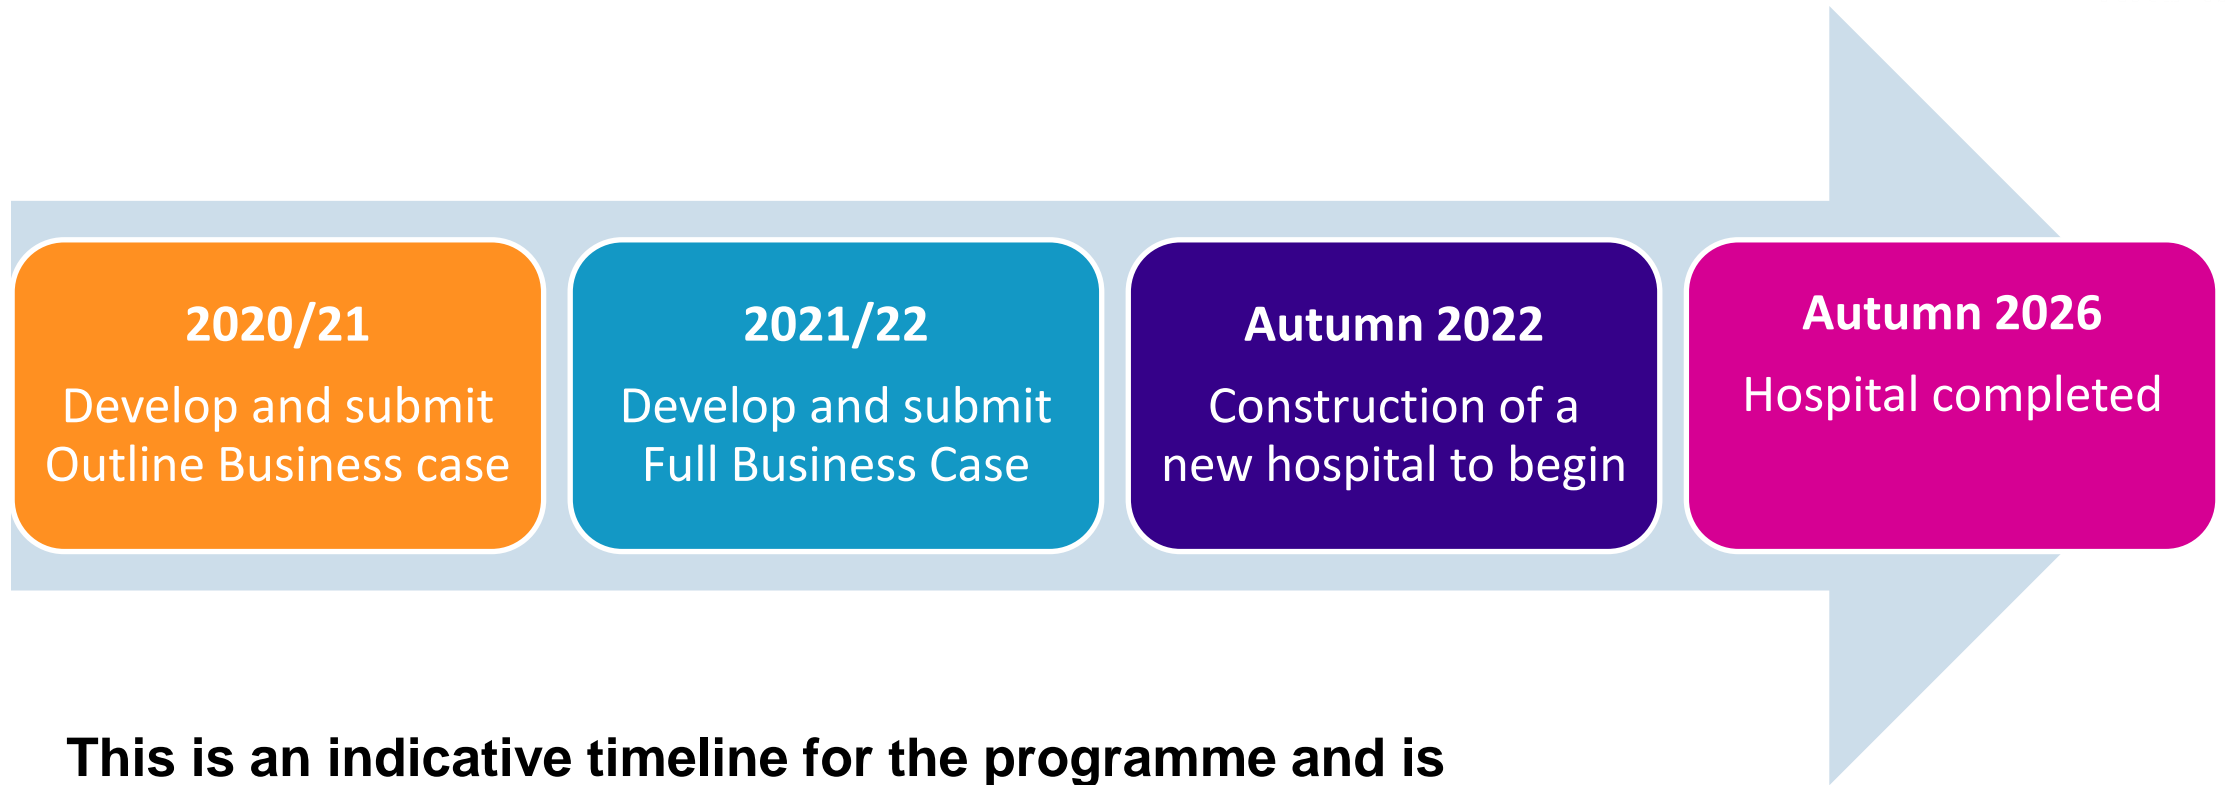 2020/21
Develop and submit
Outline Business case
2021/22
Develop and submit
Full Business Case
Autumn 2022
Construction of a
new hospital to begin
Autumn 2026
Hospital completed
This is an indicative timeline for the programme and is